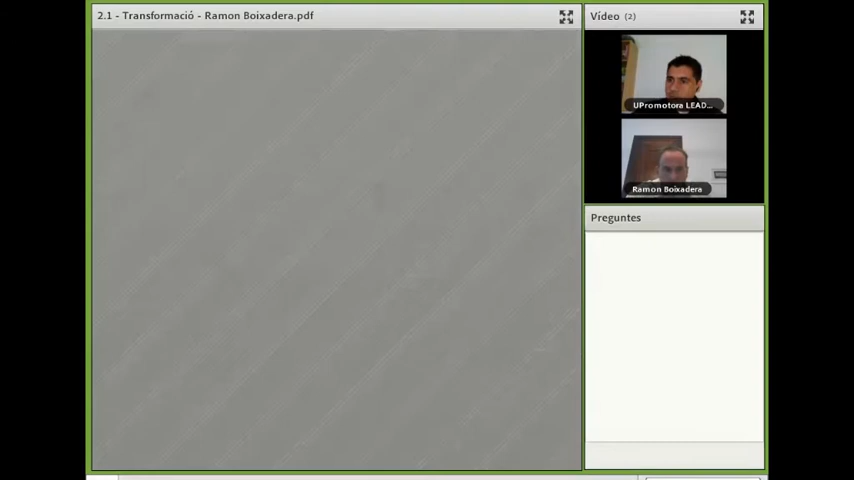 2.1 - Transformació - Ramon Boixadera.pdf
Vídeo (2)
UPromotora LEAD...
Ramon Boixadera
Preguntes